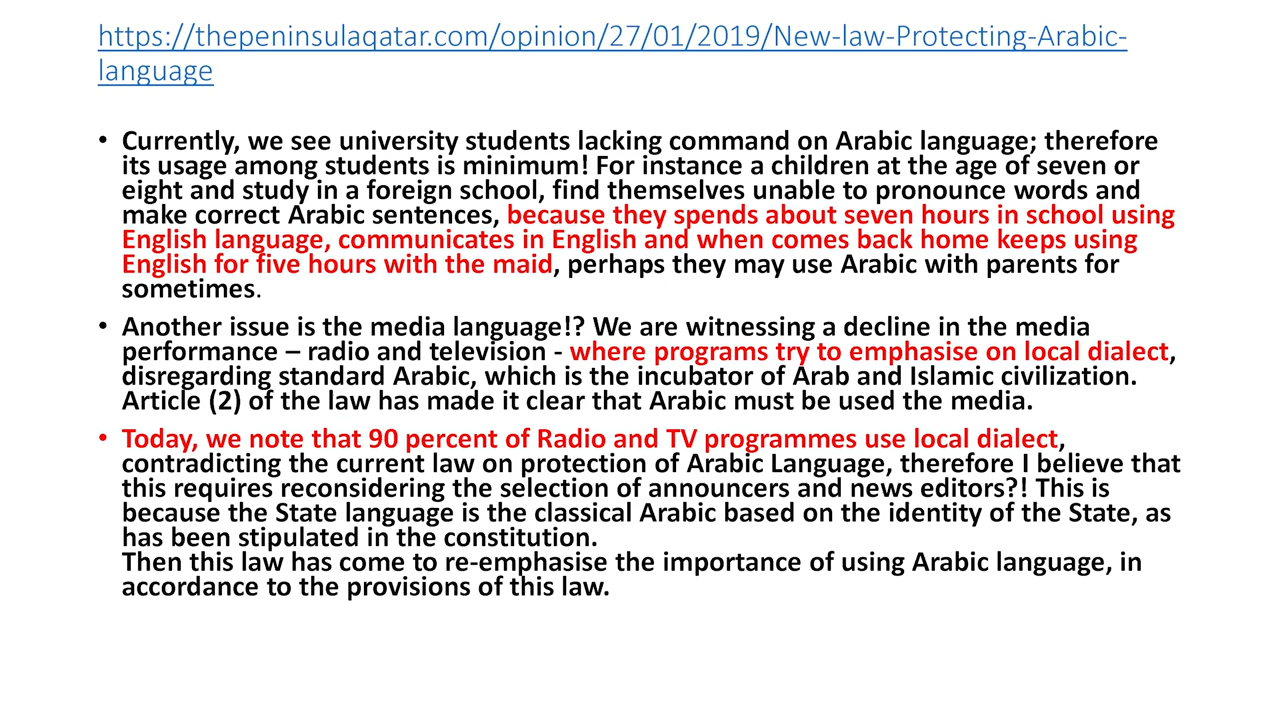 https://thepeninsulaqatar.com/opinion/27/01/2019/New-law-Protecting-Arabic-
language
• Currently, we see university students lacking command on Arabic language; therefore
its usage among students is minimum! For instance a children at the age of seven or
eight and study in a foreign school, find themselves unable to pronounce words and
make correct Arabic sentences, because they spends about seven hours in school using
English language, communicates in English and when comes back home keeps using
English for five hours with the maid, perhaps they may use Arabic with parents for
sometimes.
• Another issue is the media language!? We are witnessing a decline in the media
performance – radio and television - where programs try to emphasise on local dialect,
disregarding standard Arabic, which is the incubator of Arab and Islamic civilization.
Article (2) of the law has made it clear that Arabic must be used the media.
• Today, we note that 90 percent of Radio and TV programmes use local dialect,
contradicting the current law on protection of Arabic Language, therefore I believe that
this requires reconsidering the selection of announcers and news editors?! This is
because the State language is the classical Arabic based on the identity of the State, as
has been stipulated in the constitution.
Then this law has come to re-emphasise the importance of using Arabic language, in
accordance to the provisions of this law.